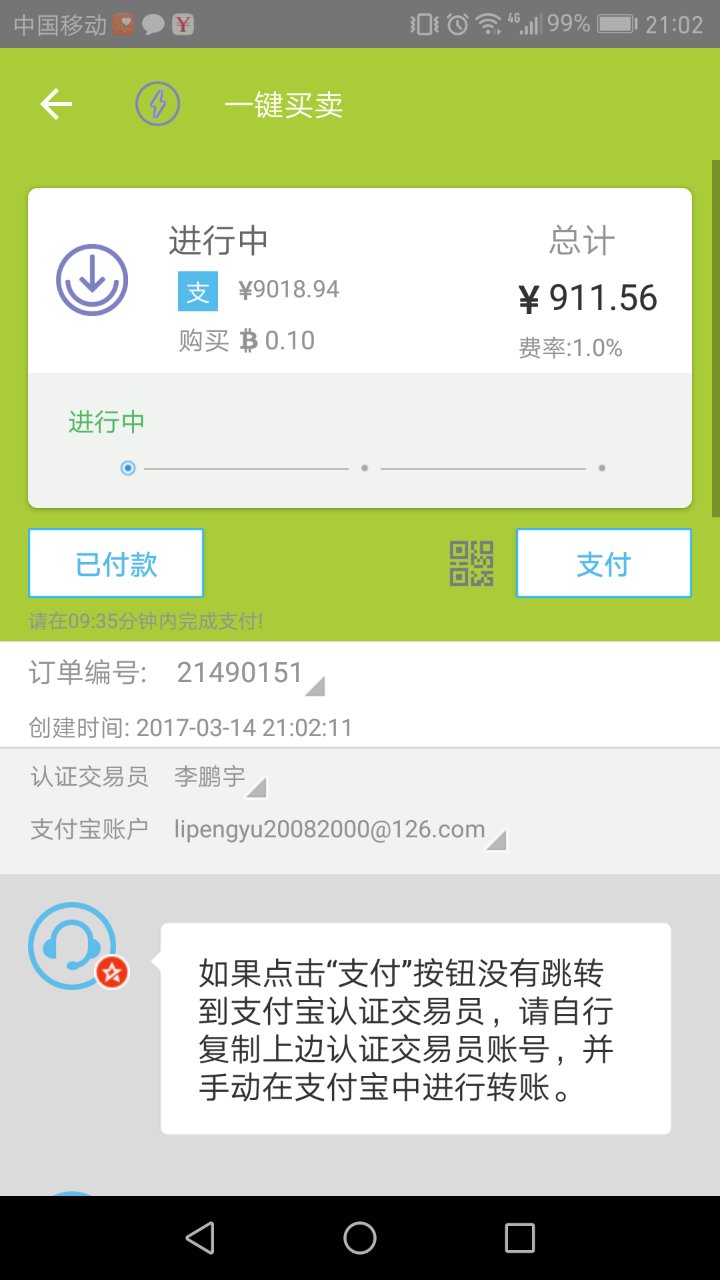 中国移动 ¥ 4G 99% 21:02
一键买卖
进行中 总计
支 ¥9018.94 ¥ 911.56
购买 ฿ 0.10 费率:1.0%
进行中
已付款 支付
请在09:35分钟内完成支付!
订单编号: 21490151
创建时间: 2017-03-14 21:02:11
认证交易员 李鹏宇
支付宝账户 lipengyu20082000@126.com
如果点击“支付”按钮没有跳转
到支付宝认证交易员，请自行
复制上边认证交易员账号，并
手动在支付宝中进行转账。